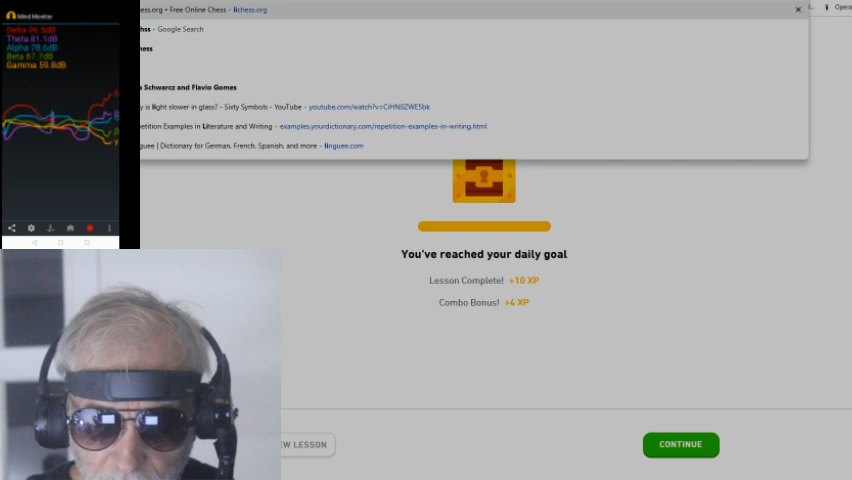 Mind Monitor
Delta 96.5dB
Theta 81.1dB
Alpha 78.6dB
Beta 67.7dB
Gamma 59.8dB
ess.org • Free Online Chess - lichess.org
hss - Google Search
hess
a Schwarcz and Flavio Gomes
y is light slower in glass? - Sixty Symbols - YouTube - youtube.com/watch?v=CiHN0ZWE5bk
petition Examples in Literature and Writing - examples.yourdictionary.com/repetition-examples-in-writing.html
nguee | Dictionary for German, French, Spanish, and more - linguee.com
Opera
You've reached your daily goal
Lesson Complete! +10 XP
Combo Bonus! +4 XP
EW LESSON
CONTINUE